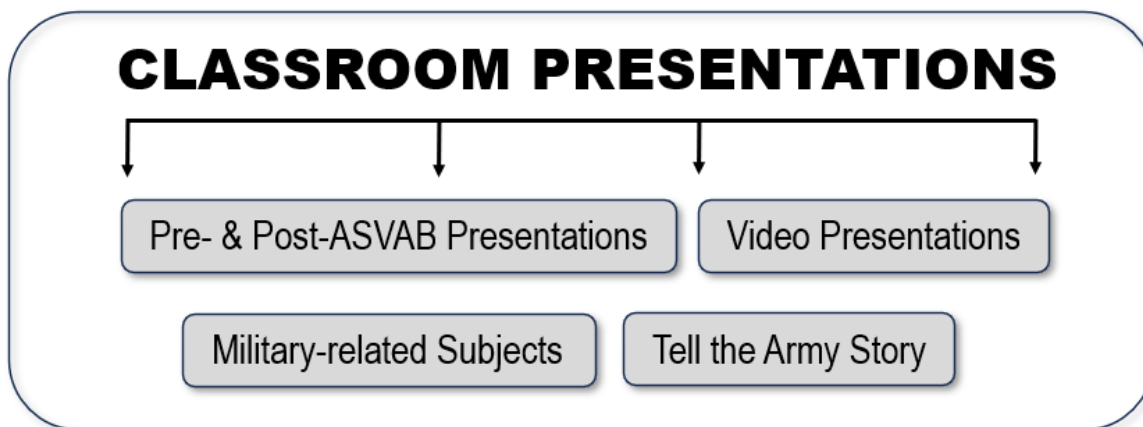 CLASSROOM PRESENTATIONS
Pre- & Post-ASVAB Presentations
Video Presentations
Military-related Subjects
Tell the Army Story